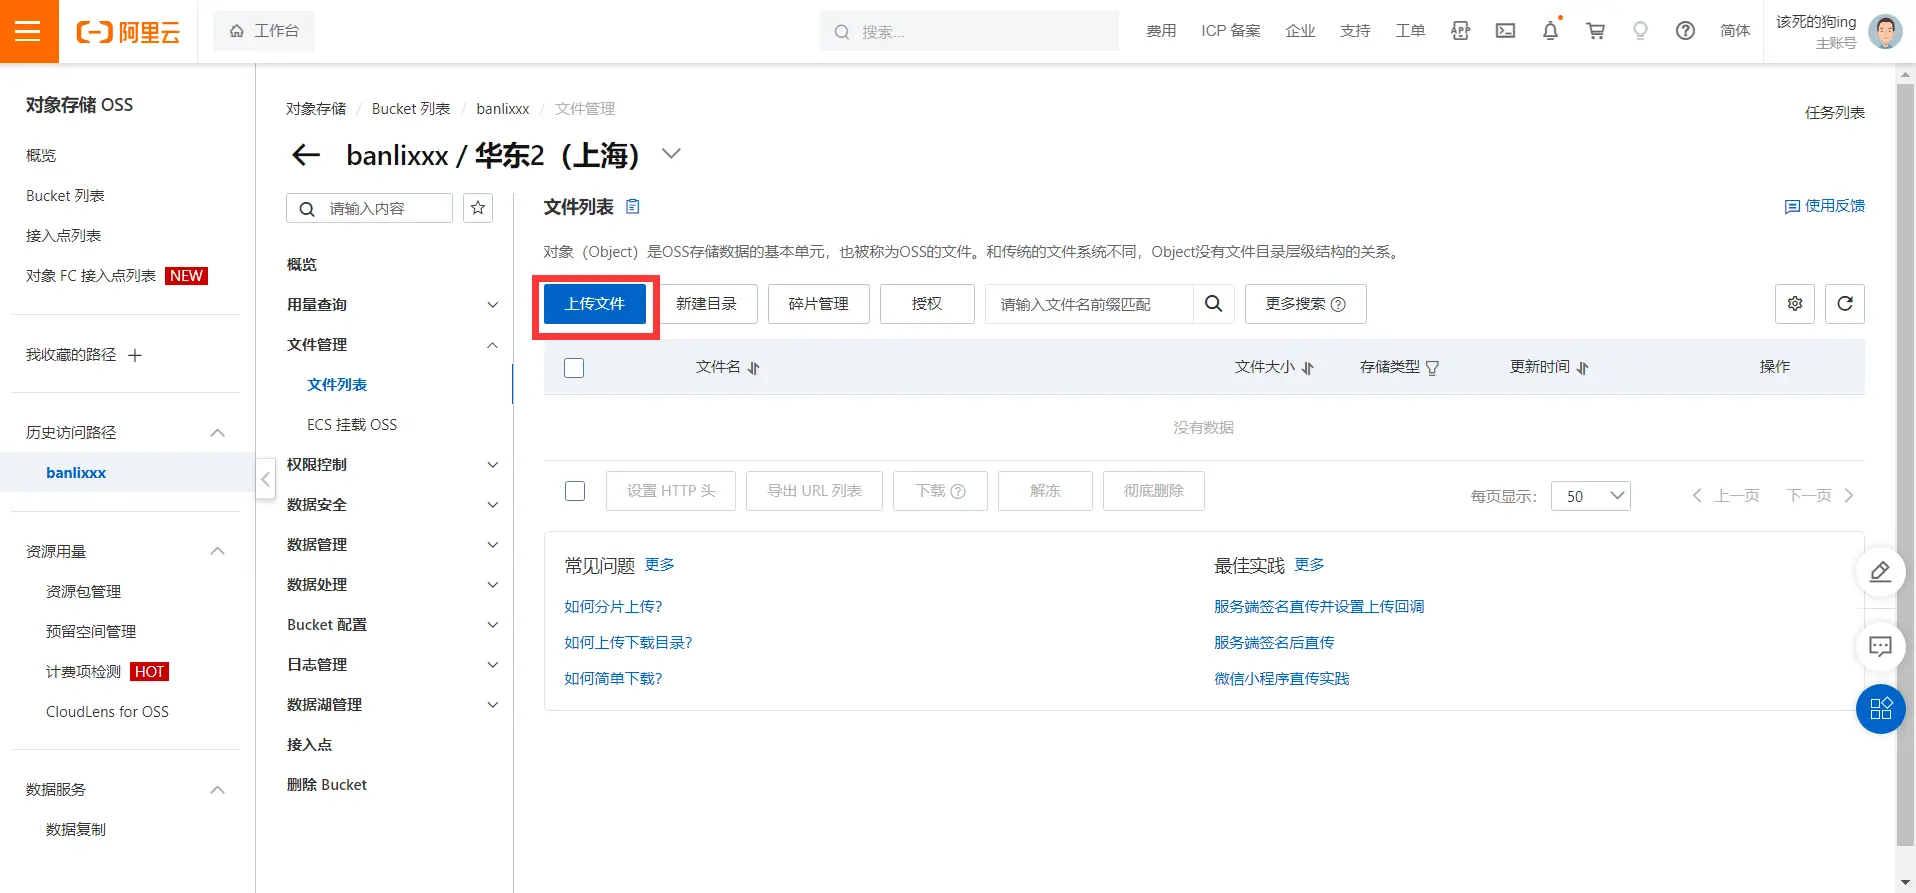 阿里云
工作台
搜索...
费用
ICP 备案
企业
支持
工单
简体
该死的狗ing
主账号
对象存储 OSS
概览
Bucket 列表
接入点列表
对象 FC 接入点列表 NEW
我收藏的路径
历史访问路径
banlixxx
资源用量
资源包管理
预留空间管理
计费项检测 HOT
CloudLens for OSS
数据服务
数据复制
对象存储 / Bucket 列表 / banlixxx / 文件管理
任务列表
banlixxx / 华东2（上海）
请输入内容
概览
用量查询
文件管理
文件列表
ECS 挂载 OSS
权限控制
数据安全
数据管理
数据处理
Bucket 配置
日志管理
数据湖管理
接入点
删除 Bucket
文件列表
使用反馈
对象（Object）是OSS存储数据的基本单元，也被称为OSS的文件。和传统的文件系统不同，Object没有文件目录层级结构的关系。
上传文件
新建目录
碎片管理
授权
请输入文件名前缀匹配
更多搜索
文件名
文件大小
存储类型
更新时间
操作
没有数据
设置 HTTP 头
导出 URL 列表
下载
解冻
彻底删除
每页显示：
50
上一页
下一页
常见问题 更多
如何分片上传?
如何上传下载目录?
如何简单下载?
最佳实践 更多
服务端签名直传并设置上传回调
服务端签名后直传
微信小程序直传实践